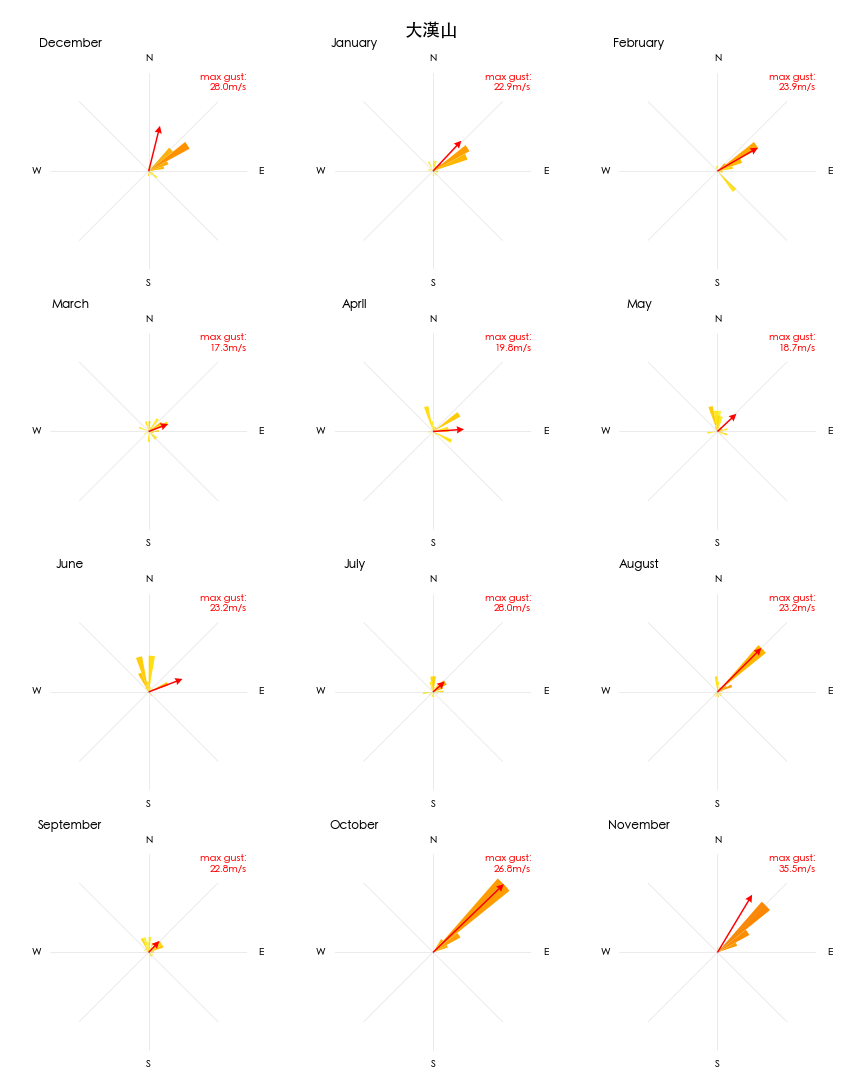 大漢山
December
January
February
N
N
N
max gust:
28.0m/s
max gust:
22.9m/s
max gust:
23.9m/s
W
E
W
E
W
E
S
S
S
March
April
May
N
N
N
max gust:
17.3m/s
max gust:
19.8m/s
max gust:
18.7m/s
W
E
W
E
W
E
S
S
S
June
July
August
N
N
N
max gust:
23.2m/s
max gust:
28.0m/s
max gust:
23.2m/s
W
E
W
E
W
E
S
S
S
September
October
November
N
N
N
max gust:
22.8m/s
max gust:
26.8m/s
max gust:
35.5m/s
W
E
W
E
W
E
S
S
S